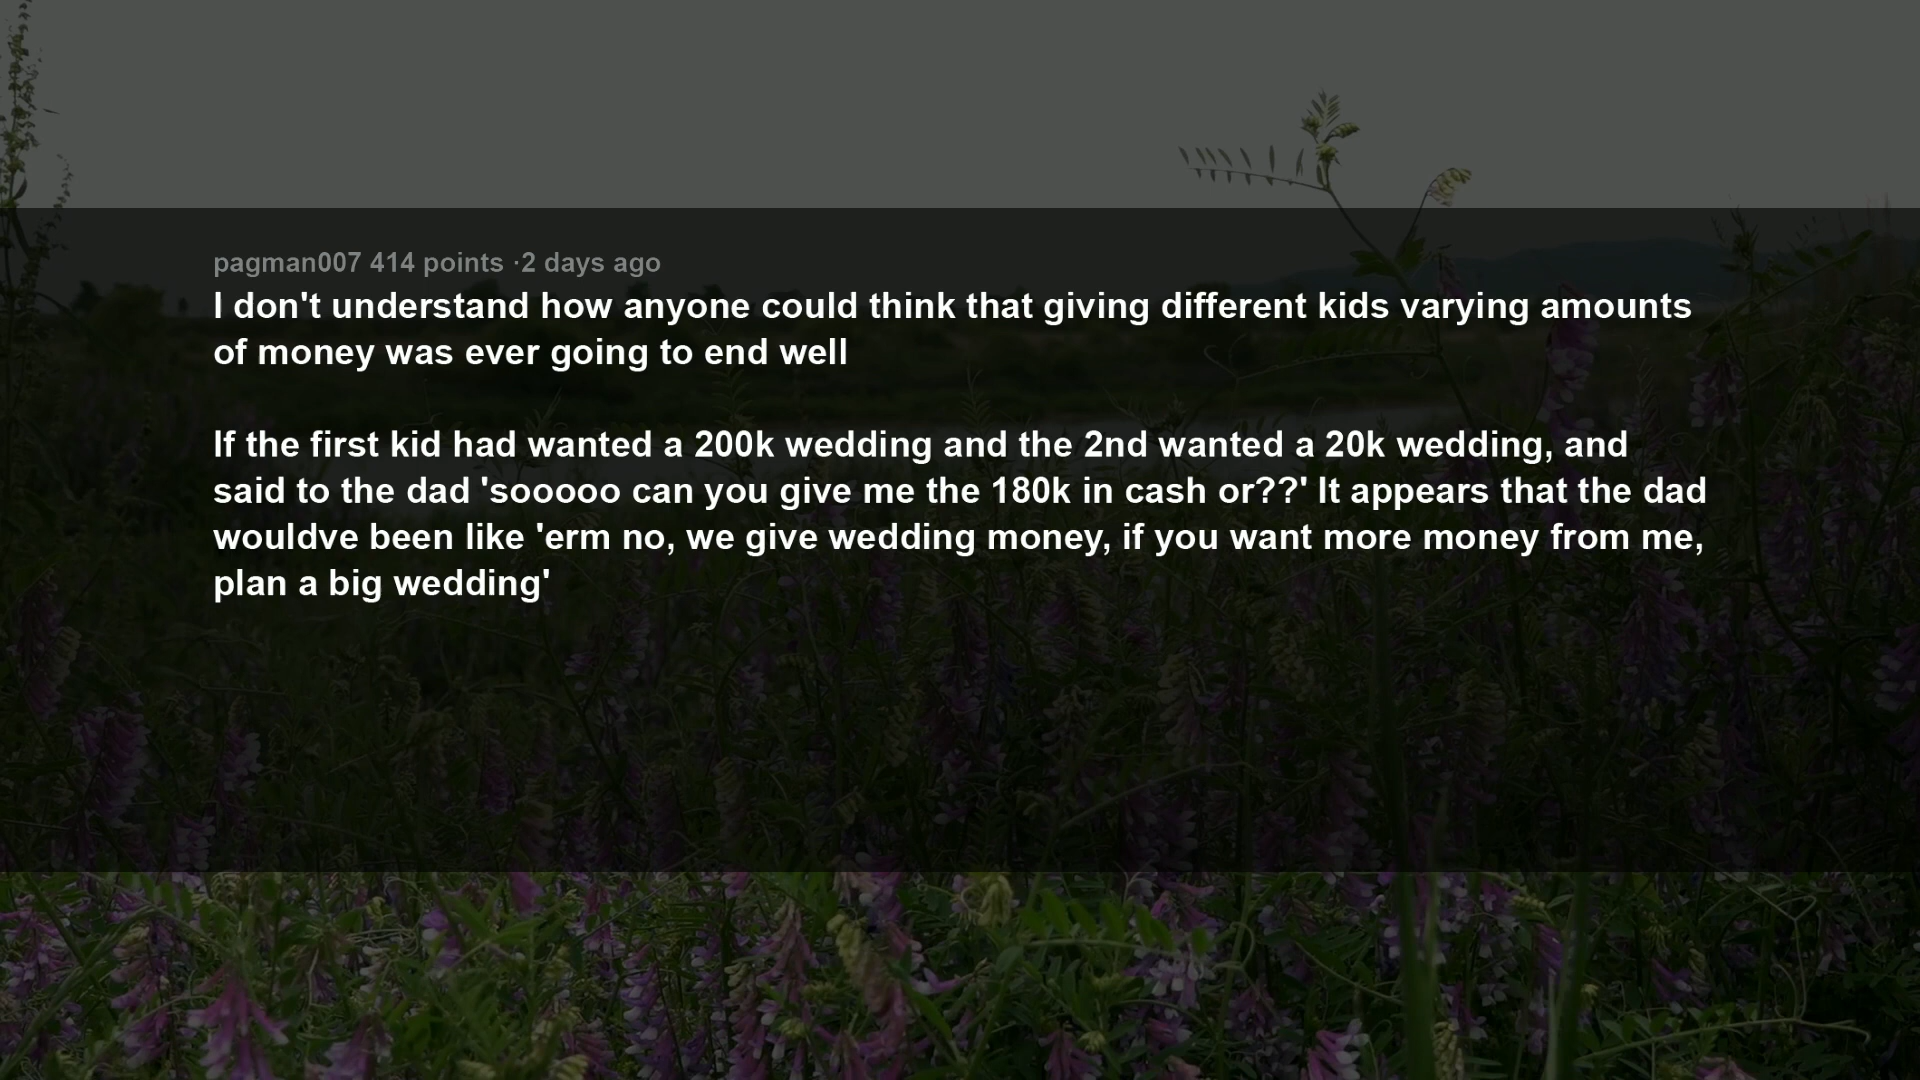 pagman007 414 points ·2 days ago
I don't understand how anyone could think that giving different kids varying amounts
of money was ever going to end well
If the first kid had wanted a 200k wedding and the 2nd wanted a 20k wedding, and
said to the dad 'sooooo can you give me the 180k in cash or??' It appears that the dad
wouldve been like 'erm no, we give wedding money, if you want more money from me,
plan a big wedding'